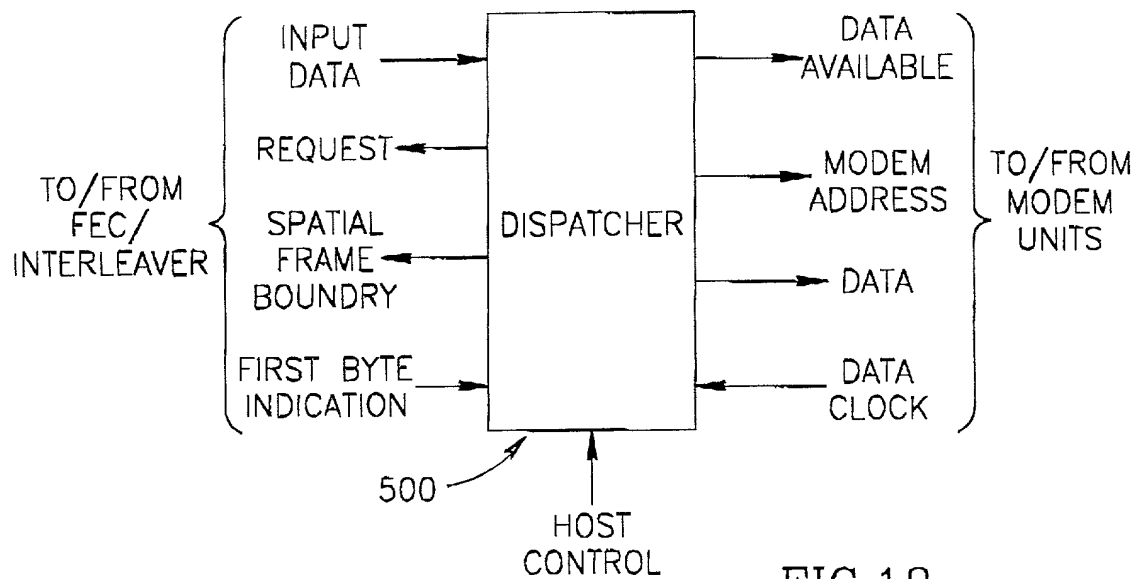 INPUT
DATA
REQUEST
SPATIAL
FRAME
BOUNDRY
FIRST BYTE
INDICATION
TO/FROM
FEC/
INTERLEAVER
DISPATCHER
DATA
AVAILABLE
MODEM
ADDRESS
DATA
DATA
CLOCK
TO/FROM
MODEM
UNITS
500
HOST
CONTROL